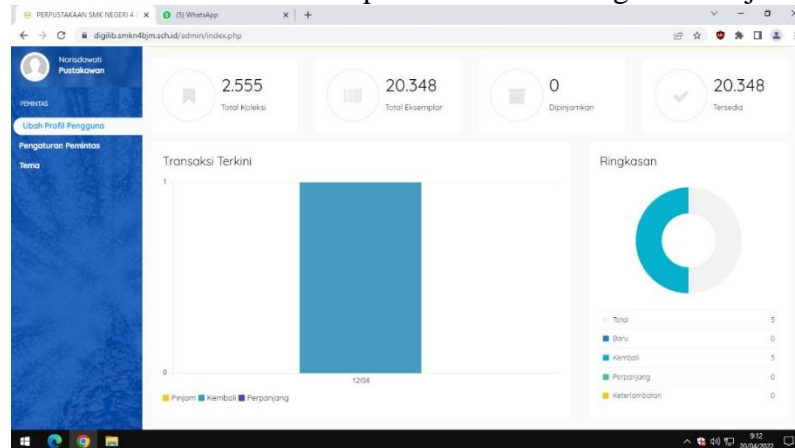 PERPUSTAKAAN SMK NEGERI 4 |
(5) WhatsApp
digilib.smkn4bjm.sch.id/admin/index.php
Norisdawati
Pustakawan
PEMINTAS
Ubah Profil Pengguna
Pengaturan Pemintas
Tema
2.555
Total Koleksi
20.348
Total Eksemplar
0
Dipinjamkan
20.348
Tersedia
Transaksi Terkini
1
0
12/04
Pinjam Kembali Perpanjang
Ringkasan
Total 5
Baru 0
Kembali 5
Perpanjang 0
Keterlambatan 0
9:12
20/04/2022